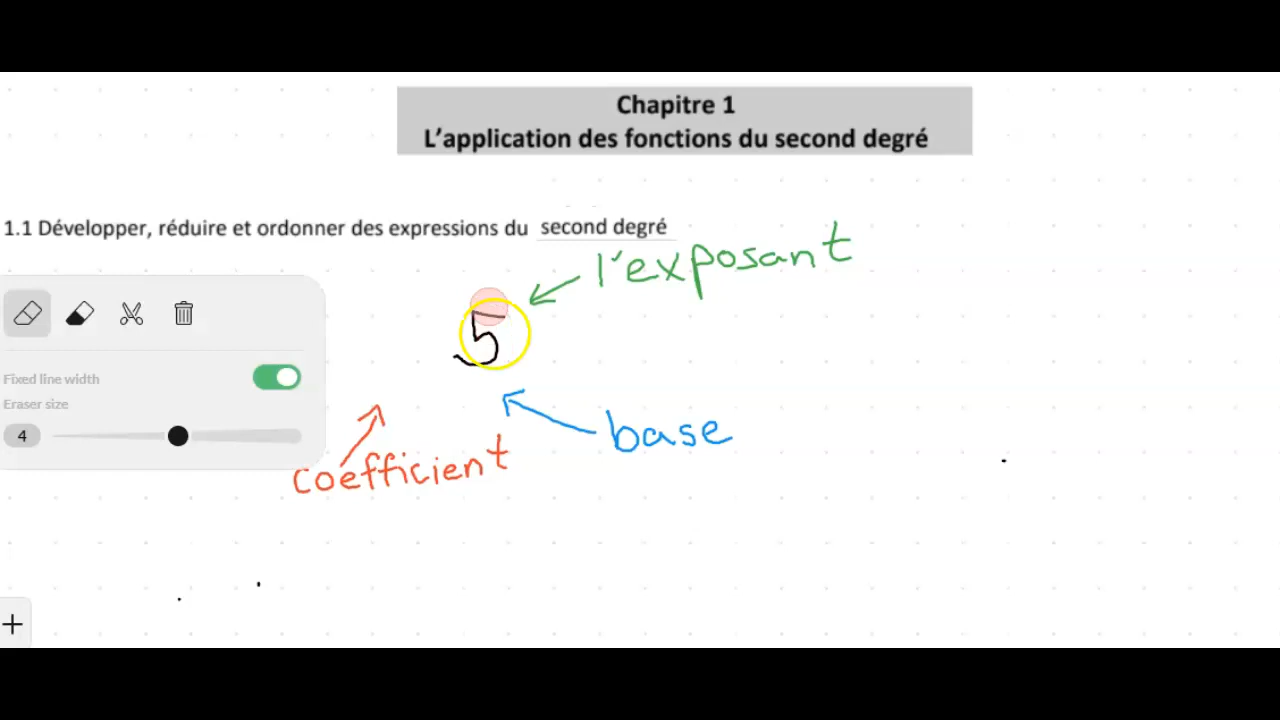 Chapitre 1
L'application des fonctions du second degré
1.1 Développer, réduire et ordonner des expressions du second degré
l'exposant
5
Fixed line width
Eraser size
4
base
coefficient